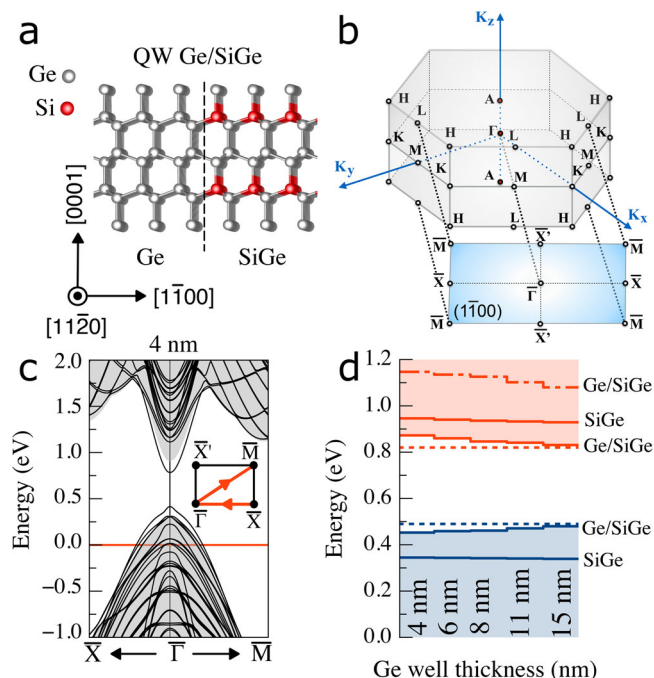 a
QW Ge/SiGe
Ge
Si
[0001]
Ge
SiGe
[11̄00]
[112̄0]
b
K_z
H
L
A
H
L
K
Γ̄
L
H
H
K
M
K
M
K
M
K_y
A
M
K
K_x
H
L
H
M̄
X̄'
M̄
X̄
Γ̄
X̄
(11̄00)
M̄
X̄'
M̄
c
4 nm
2.0
1.5
1.0
0.5
0.0
−0.5
−1.0
Energy (eV)
X̄'
M̄
Γ̄
X̄
X̄
Γ̄
M̄
d
1.2
1.0
0.8
0.6
0.4
0.2
0.0
Energy (eV)
Ge/SiGe
SiGe
Ge/SiGe
Ge/SiGe
SiGe
4 nm
6 nm
8 nm
11 nm
15 nm
Ge well thickness (nm)